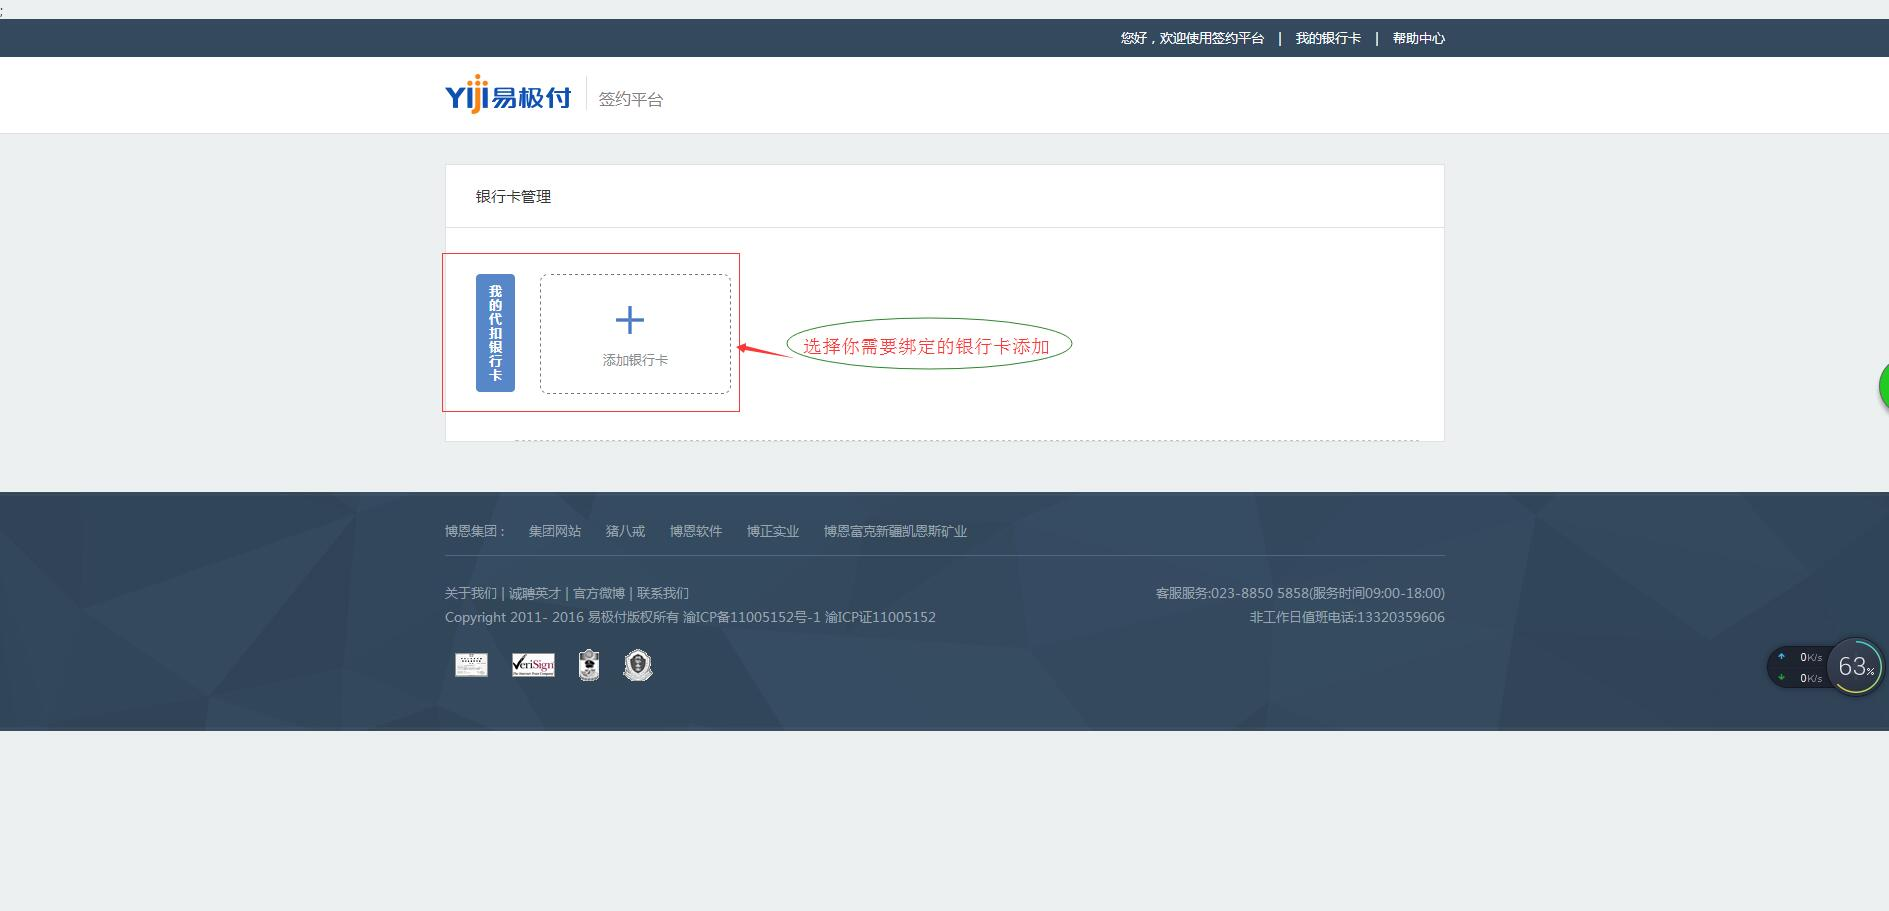 ;
您好，欢迎使用签约平台 | 我的银行卡 | 帮助中心
Yiji易极付 签约平台
银行卡管理
我的代扣银行卡
添加银行卡
选择你需要绑定的银行卡添加
博恩集团： 集团网站 猪八戒 博恩软件 博正实业 博恩富克新疆凯恩斯矿业
关于我们 | 诚聘英才 | 官方微博 | 联系我们
客服服务:023-8850 5858(服务时间09:00-18:00)
Copyright 2011- 2016 易极付版权所有 渝ICP备11005152号-1 渝ICP证11005152
非工作日值班电话:13320359606
VeriSign
0K/s
0K/s
63%